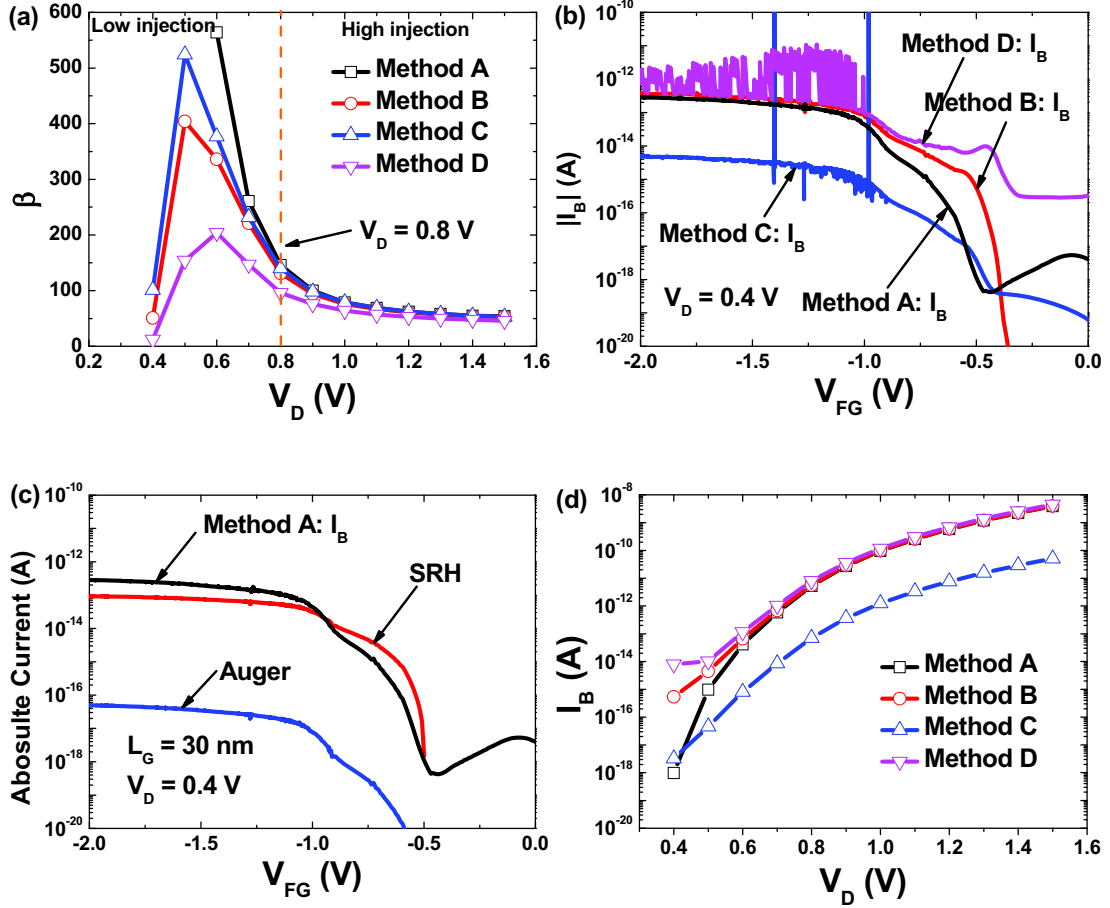 (a)
Low injection
High injection
Method A
Method B
Method C
Method D
V_D = 0.8 V
β
600
500
400
300
200
100
0
0.2 0.4 0.6 0.8 1.0 1.2 1.4 1.6
V_D (V)
(b)
Method D: I_B
Method B: I_B
Method C: I_B
Method A: I_B
V_D = 0.4 V
|I_B| (A)
10^-10
10^-12
10^-14
10^-16
10^-18
10^-20
-2.0 -1.5 -1.0 -0.5 0.0
V_FG (V)
(c)
Method A: I_B
SRH
Auger
L_G = 30 nm
V_D = 0.4 V
Abosulite Current (A)
10^-10
10^-12
10^-14
10^-16
10^-18
10^-20
-2.0 -1.5 -1.0 -0.5 0.0
V_FG (V)
(d)
Method A
Method B
Method C
Method D
I_B (A)
10^-8
10^-10
10^-12
10^-14
10^-16
10^-18
10^-20
0.4 0.6 0.8 1.0 1.2 1.4 1.6
V_D (V)